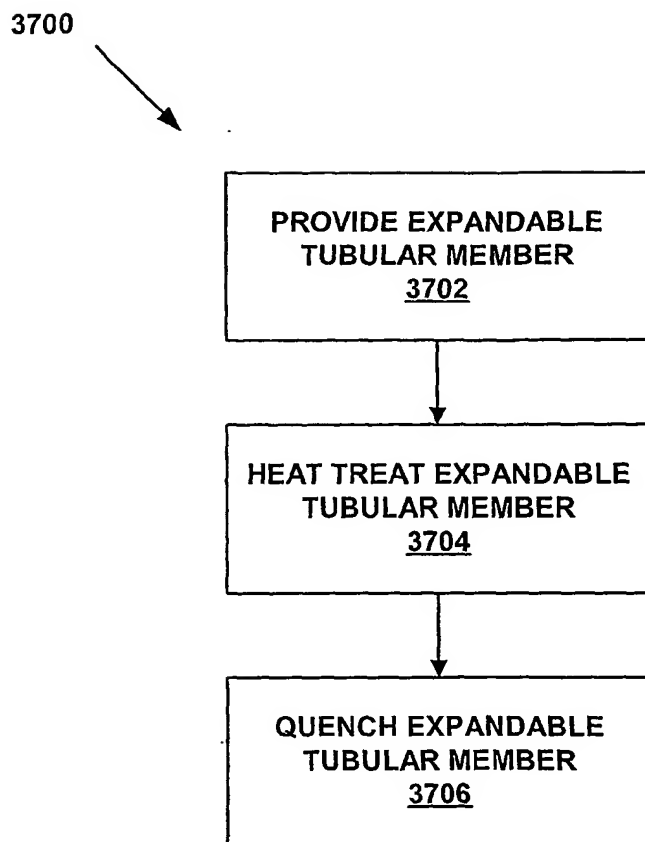 3700
PROVIDE EXPANDABLE
TUBULAR MEMBER
3702
HEAT TREAT EXPANDABLE
TUBULAR MEMBER
3704
QUENCH EXPANDABLE
TUBULAR MEMBER
3706